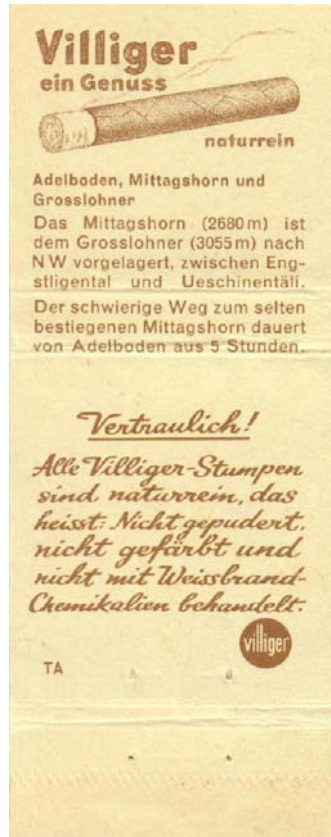 Villiger
ein Genuss
naturrein
Adelboden, Mittagshorn und
Grosslohner
Das Mittagshorn (2680 m) ist
dem Grosslohner (3055 m) nach
NW vorgelagert, zwischen Eng-
stligental und Ueschinentäli.
Der schwierige Weg zum selten
bestiegenen Mittagshorn dauert
von Adelboden aus 5 Stunden.
Vertraulich!
Alle Villiger-Stumpen
sind naturrein, das
heisst: Nicht gepudert,
nicht gefärbt und
nicht mit Weissbrand-
Chemikalien behandelt.
villiger
TA